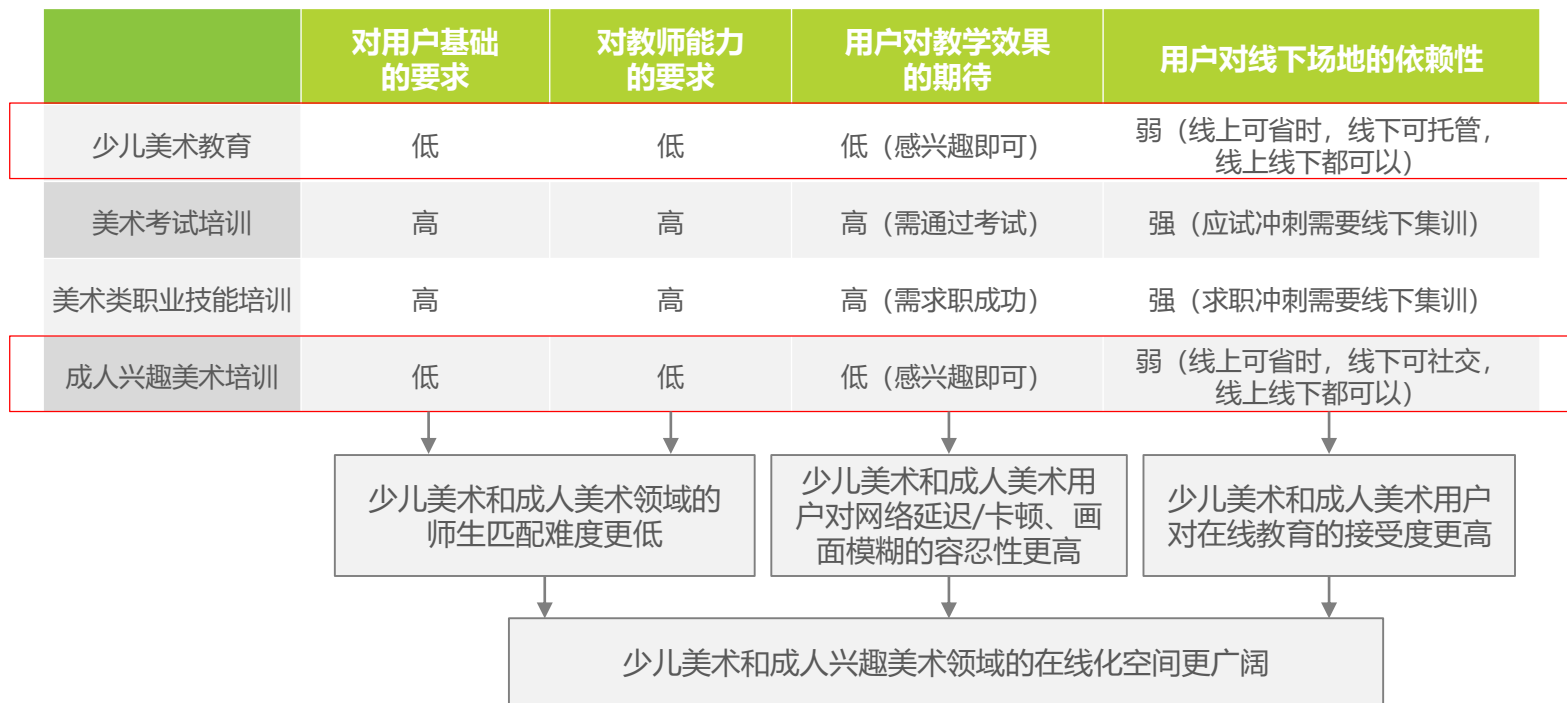 对用户基础
的要求
对教师能力
的要求
用户对教学效果
的期待
用户对线下场地的依赖性
少儿美术教育
低
低
低（感兴趣即可）
弱（线上可省时，线下可托管，
线上线下都可以）
美术考试培训
高
高
高（需通过考试）
强（应试冲刺需要线下集训）
美术类职业技能培训
高
高
高（需求职成功）
强（求职冲刺需要线下集训）
成人兴趣美术培训
低
低
低（感兴趣即可）
弱（线上可省时，线下可社交，
线上线下都可以）
少儿美术和成人美术领域的
师生匹配难度更低
少儿美术和成人美术用
户对网络延迟/卡顿、画
面模糊的容忍性更高
少儿美术和成人美术用户
对在线教育的接受度更高
少儿美术和成人兴趣美术领域的在线化空间更广阔